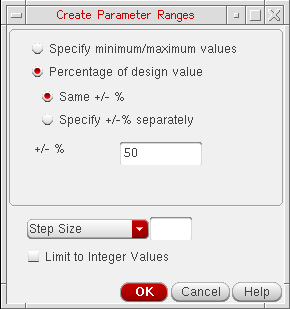 Create Parameter Ranges
Specify minimum/maximum values
Percentage of design value
Same +/- %
Specify +/-% separately
+/- % 50
Step Size
Limit to Integer Values
OK Cancel Help